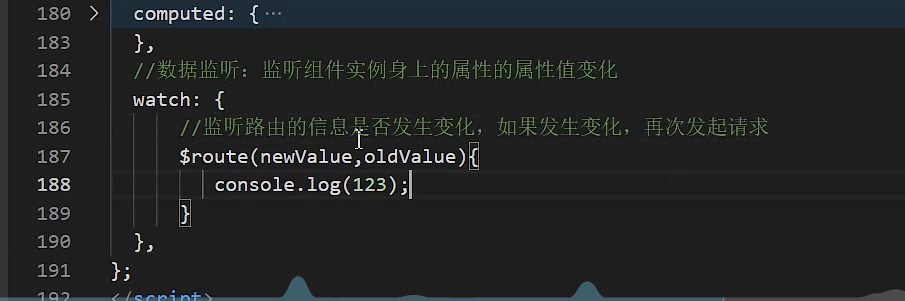 180 > computed: { ···
183 },
184 //数据监听：监听组件实例身上的属性的属性值变化
185 watch: {
186 //监听路由的信息是否发生变化，如果发生变化，再次发起请求
187 $route(newValue,oldValue){
188 console.log(123);
189 }
190 },
191 };
192 </script>